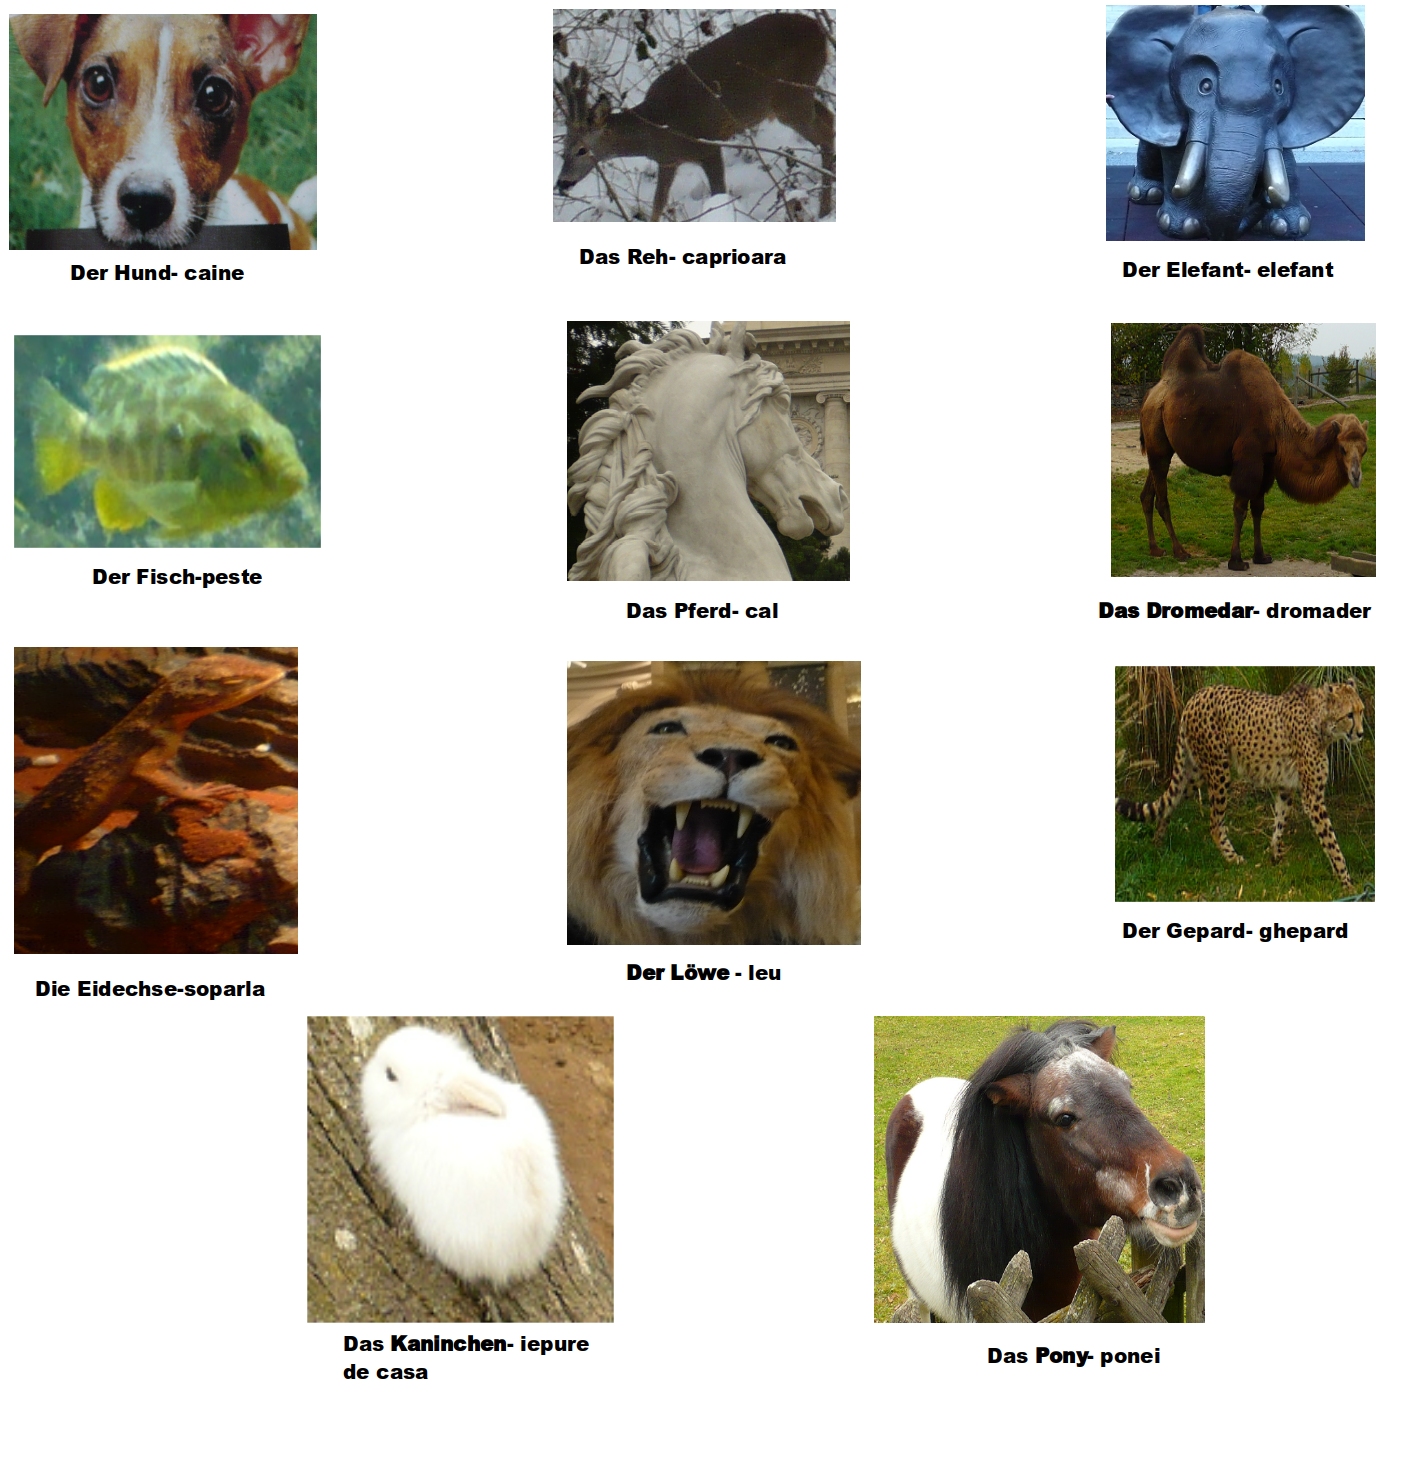 Der Hund- caine
Das Reh- caprioara
Der Elefant- elefant
Der Fisch-peste
Das Pferd- cal
Das Dromedar- dromader
Die Eidechse-soparla
Der Löwe - leu
Der Gepard- ghepard
Das Kaninchen- iepure
de casa
Das Pony- ponei